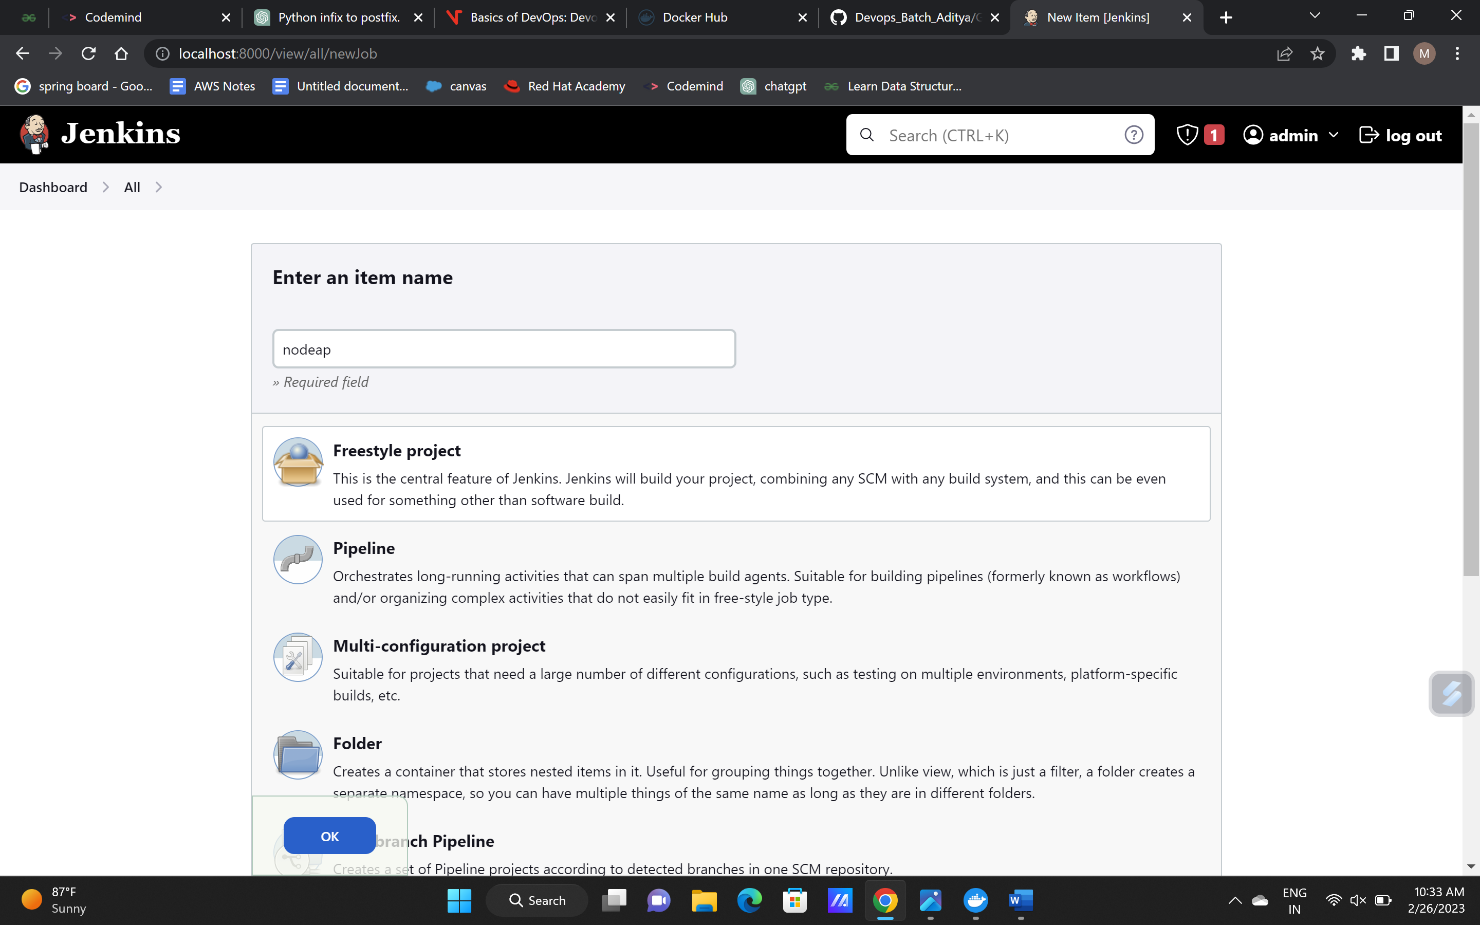 Codemind
Python infix to postfix.
Basics of DevOps: Devo
Docker Hub
Devops_Batch_Aditya/
New Item [Jenkins]
localhost:8000/view/all/newJob
M
spring board - Goo...
AWS Notes
Untitled document...
canvas
Red Hat Academy
Codemind
chatgpt
Learn Data Structur...
Jenkins
Search (CTRL+K)
1
admin
log out
Dashboard
All
Enter an item name
nodeap
» Required field
Freestyle project
This is the central feature of Jenkins. Jenkins will build your project, combining any SCM with any build system, and this can be even
used for something other than software build.
Pipeline
Orchestrates long-running activities that can span multiple build agents. Suitable for building pipelines (formerly known as workflows)
and/or organizing complex activities that do not easily fit in free-style job type.
Multi-configuration project
Suitable for projects that need a large number of different configurations, such as testing on multiple environments, platform-specific
builds, etc.
Folder
Creates a container that stores nested items in it. Useful for grouping things together. Unlike view, which is just a filter, a folder creates a
separate namespace, so you can have multiple things of the same name as long as they are in different folders.
OK
branch Pipeline
Creates a set of Pipeline projects according to detected branches in one SCM repository.
87°F
Sunny
Search
ENG
IN
10:33 AM
2/26/2023